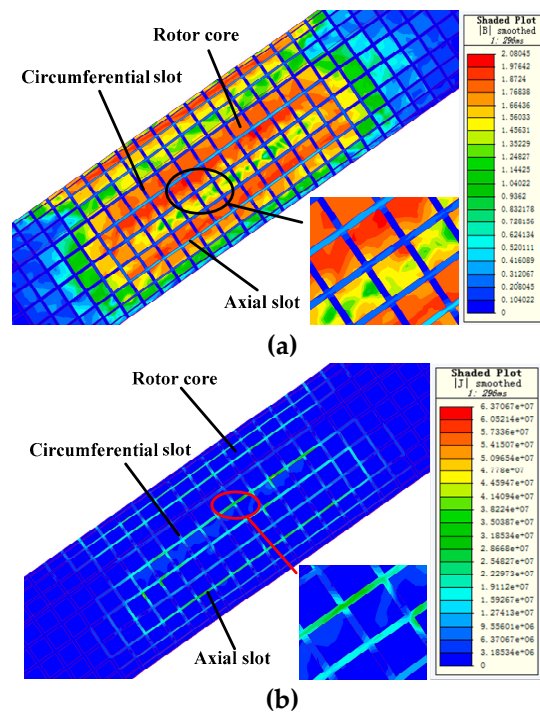 Rotor core
Circumferential slot
Axial slot
Shaded Plot
|B| smoothed
1: 296ms
2.08045
1.97642
1.8724
1.76838
1.66436
1.56033
1.45631
1.35229
1.24827
1.14425
1.04022
0.9362
0.832178
0.728156
0.624134
0.520111
0.416089
0.312067
0.208045
0.104022
0
(a)
Rotor core
Circumferential slot
Axial slot
Shaded Plot
|J| smoothed
1: 296ms
6.37067e+07
6.05214e+07
5.7336e+07
5.41507e+07
5.09654e+07
4.778e+07
4.45947e+07
4.14094e+07
3.8224e+07
3.50387e+07
3.18534e+07
2.8668e+07
2.54827e+07
2.22973e+07
1.9112e+07
1.59267e+07
1.27413e+07
9.55601e+06
6.37067e+06
3.18534e+06
0
(b)